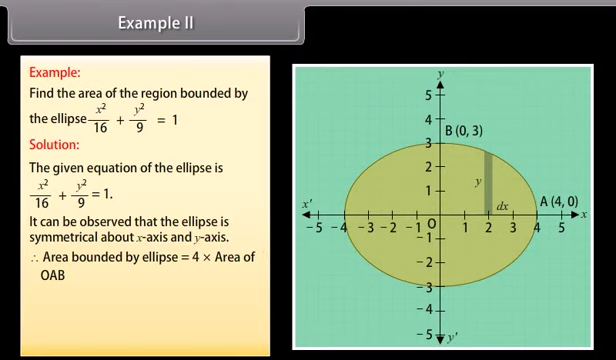 Example II
Example:
Find the area of the region bounded by
the ellipse x²/16 + y²/9 = 1
Solution:
The given equation of the ellipse is
x²/16 + y²/9 = 1.
It can be observed that the ellipse is
symmetrical about x-axis and y-axis.
∴ Area bounded by ellipse = 4 × Area of
OAB
y
5
4
B (0, 3)
3
2
y
1
x'
dx
A (4, 0)
x
-5 -4 -3 -2 -1 O 1 2 3 4 5
-1
-2
-3
-4
-5
y'